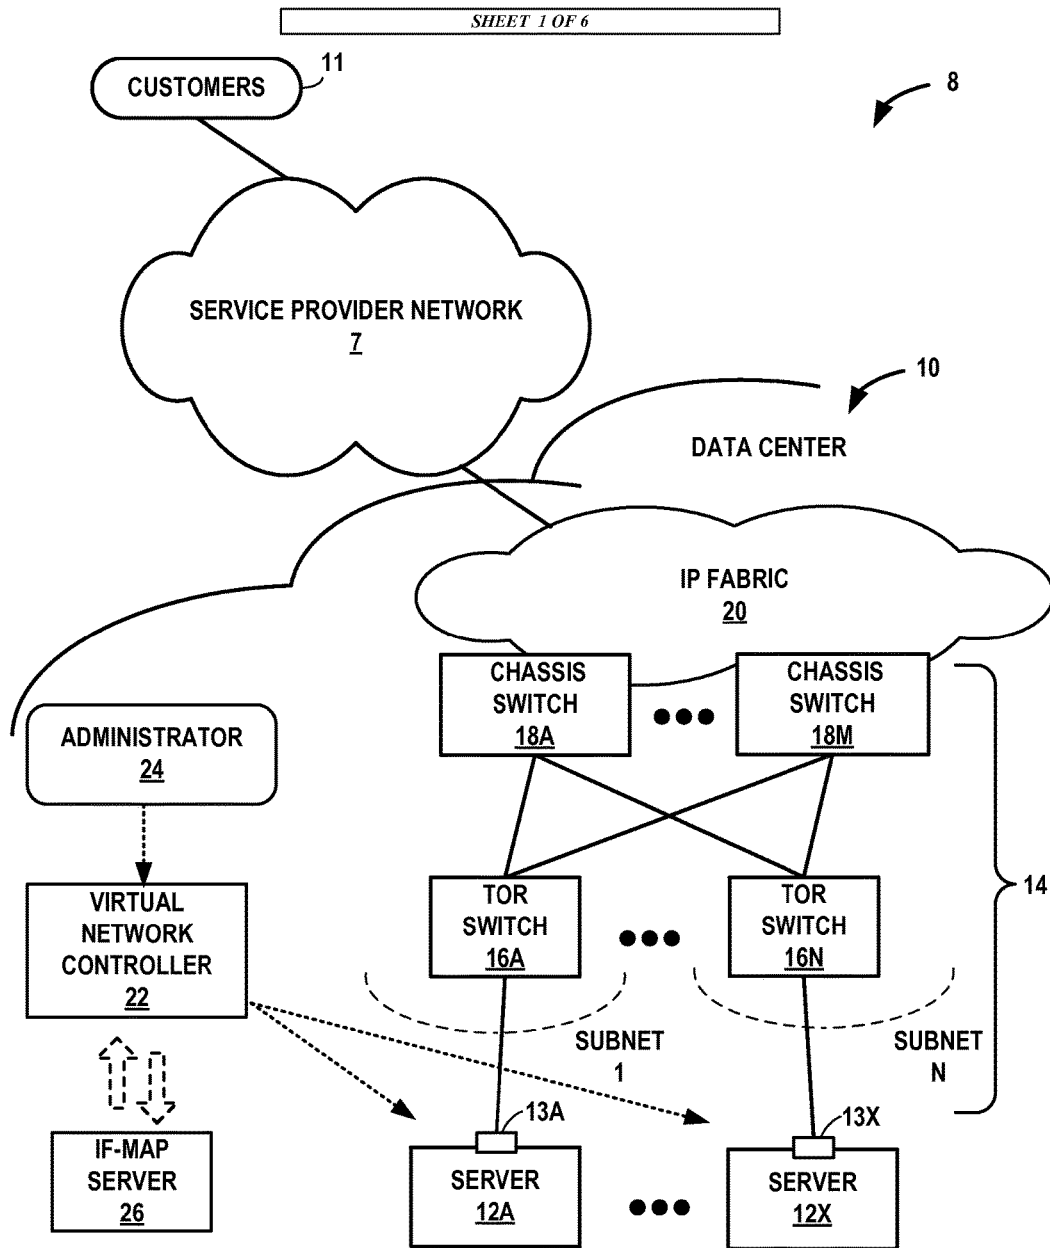 SHEET 1 OF 6
CUSTOMERS
11
8
SERVICE PROVIDER NETWORK
7
10
DATA CENTER
IP FABRIC
20
CHASSIS
SWITCH
18A
CHASSIS
SWITCH
18M
ADMINISTRATOR
24
14
VIRTUAL
NETWORK
CONTROLLER
22
TOR
SWITCH
16A
TOR
SWITCH
16N
SUBNET
1
SUBNET
N
13A
13X
IF-MAP
SERVER
26
SERVER
12A
SERVER
12X